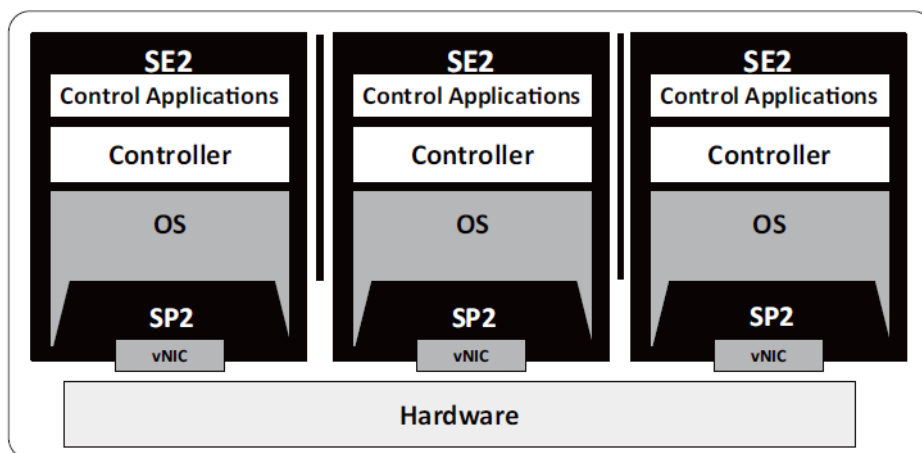 SE2
Control Applications
Controller
OS
SP2
vNIC
SE2
Control Applications
Controller
OS
SP2
vNIC
SE2
Control Applications
Controller
OS
SP2
vNIC
Hardware